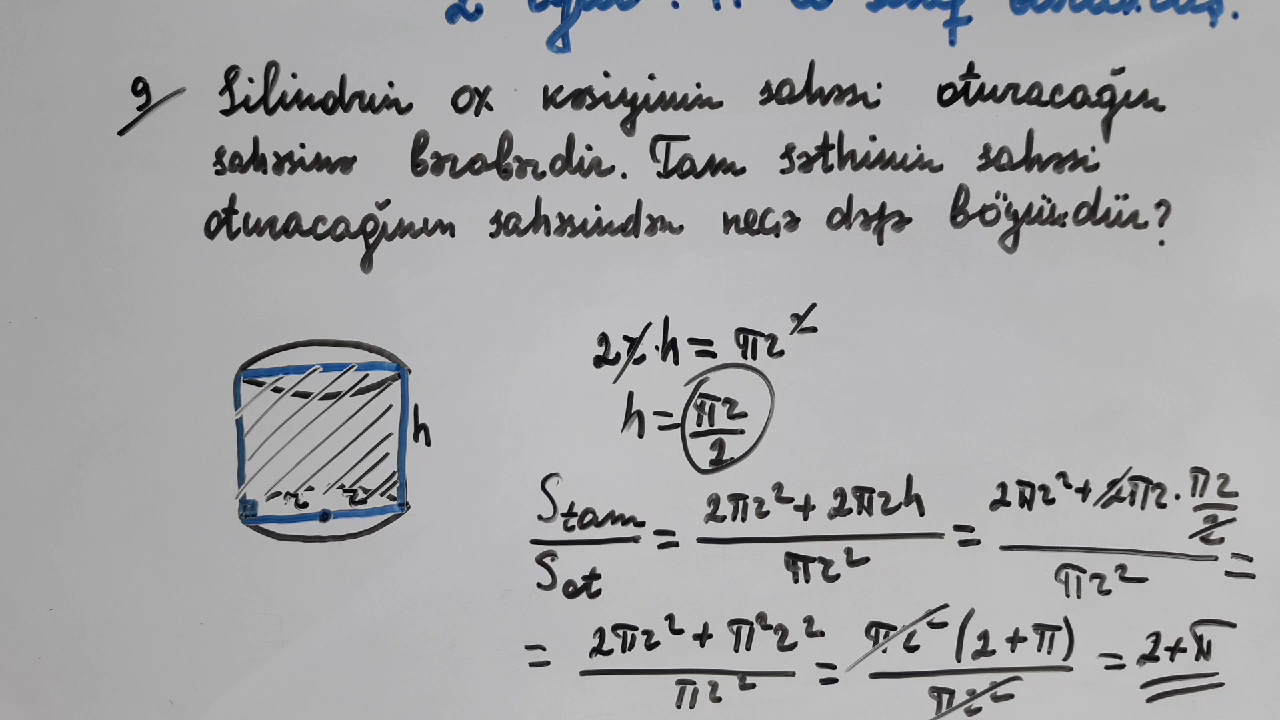 9/ Silindrin ox kəsiyinin sahəsi oturacağın
sahəsinə bərabərdir. Tam səthinin sahəsi
oturacağının sahəsindən neçə dəfə böyükdür?
2r·h = πr²
h = πr/2
h
r r
S_tam/S_ot = (2πr² + 2πrh)/(πr²) = (2πr² + 2πr · πr/2)/(πr²) =
= (2πr² + π²r²)/(πr²) = πr²(2+π)/(πr²) = 2+π